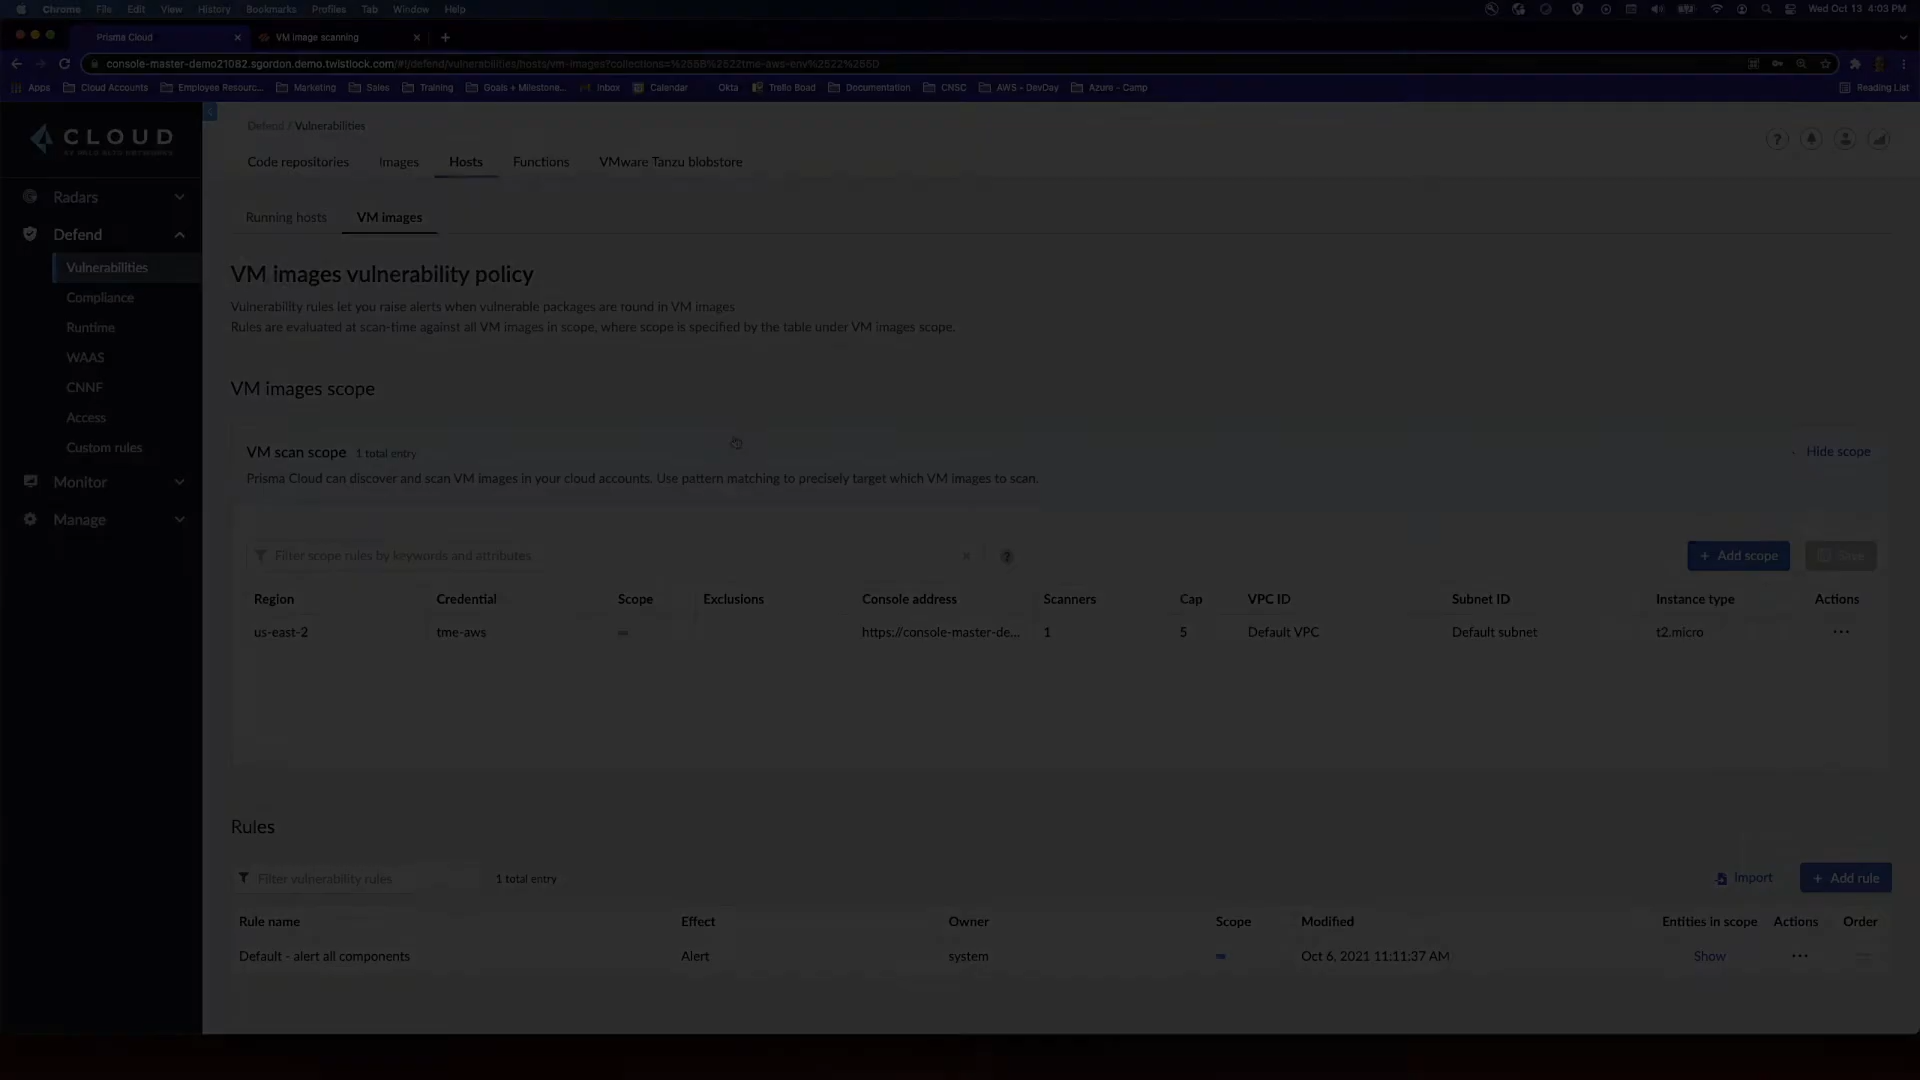 Chrome File Edit View History Bookmarks Profiles Tab Window Help
Wed Oct 13 4:03 PM
Prisma Cloud
VM image scanning
console-master-demo21082.sgordon.demo.twistlock.com/#!/defend/vulnerabilities/hosts/vm-images?collections=%255B%2522tme-aws-env%2522%255D
Apps Cloud Accounts Employee Resourc... Marketing Sales Training Goals + Milestone... Inbox Calendar Okta Trello Boad Documentation CNSC AWS - DevDay Azure - Camp Reading List
CLOUD
BY PALO ALTO NETWORKS
Radars
Defend
Vulnerabilities
Compliance
Runtime
WAAS
CNNF
Access
Custom rules
Monitor
Manage
Defend / Vulnerabilities
Code repositories Images Hosts Functions VMware Tanzu blobstore
Running hosts VM images
VM images vulnerability policy
Vulnerability rules let you raise alerts when vulnerable packages are round in VM images
Rules are evaluated at scan-time against all VM images in scope, where scope is specified by the table under VM images scope.
VM images scope
VM scan scope 1 total entry
Hide scope
Prisma Cloud can discover and scan VM images in your cloud accounts. Use pattern matching to precisely target which VM images to scan.
Filter scope rules by keywords and attributes
+ Add scope Save
Region Credential Scope Exclusions Console address Scanners Cap VPC ID Subnet ID Instance type Actions
us-east-2 tme-aws https://console-master-de... 1 5 Default VPC Default subnet t2.micro
Rules
Filter vulnerability rules 1 total entry
Import + Add rule
Rule name Effect Owner Scope Modified Entities in scope Actions Order
Default - alert all components Alert system Oct 6, 2021 11:11:37 AM Show